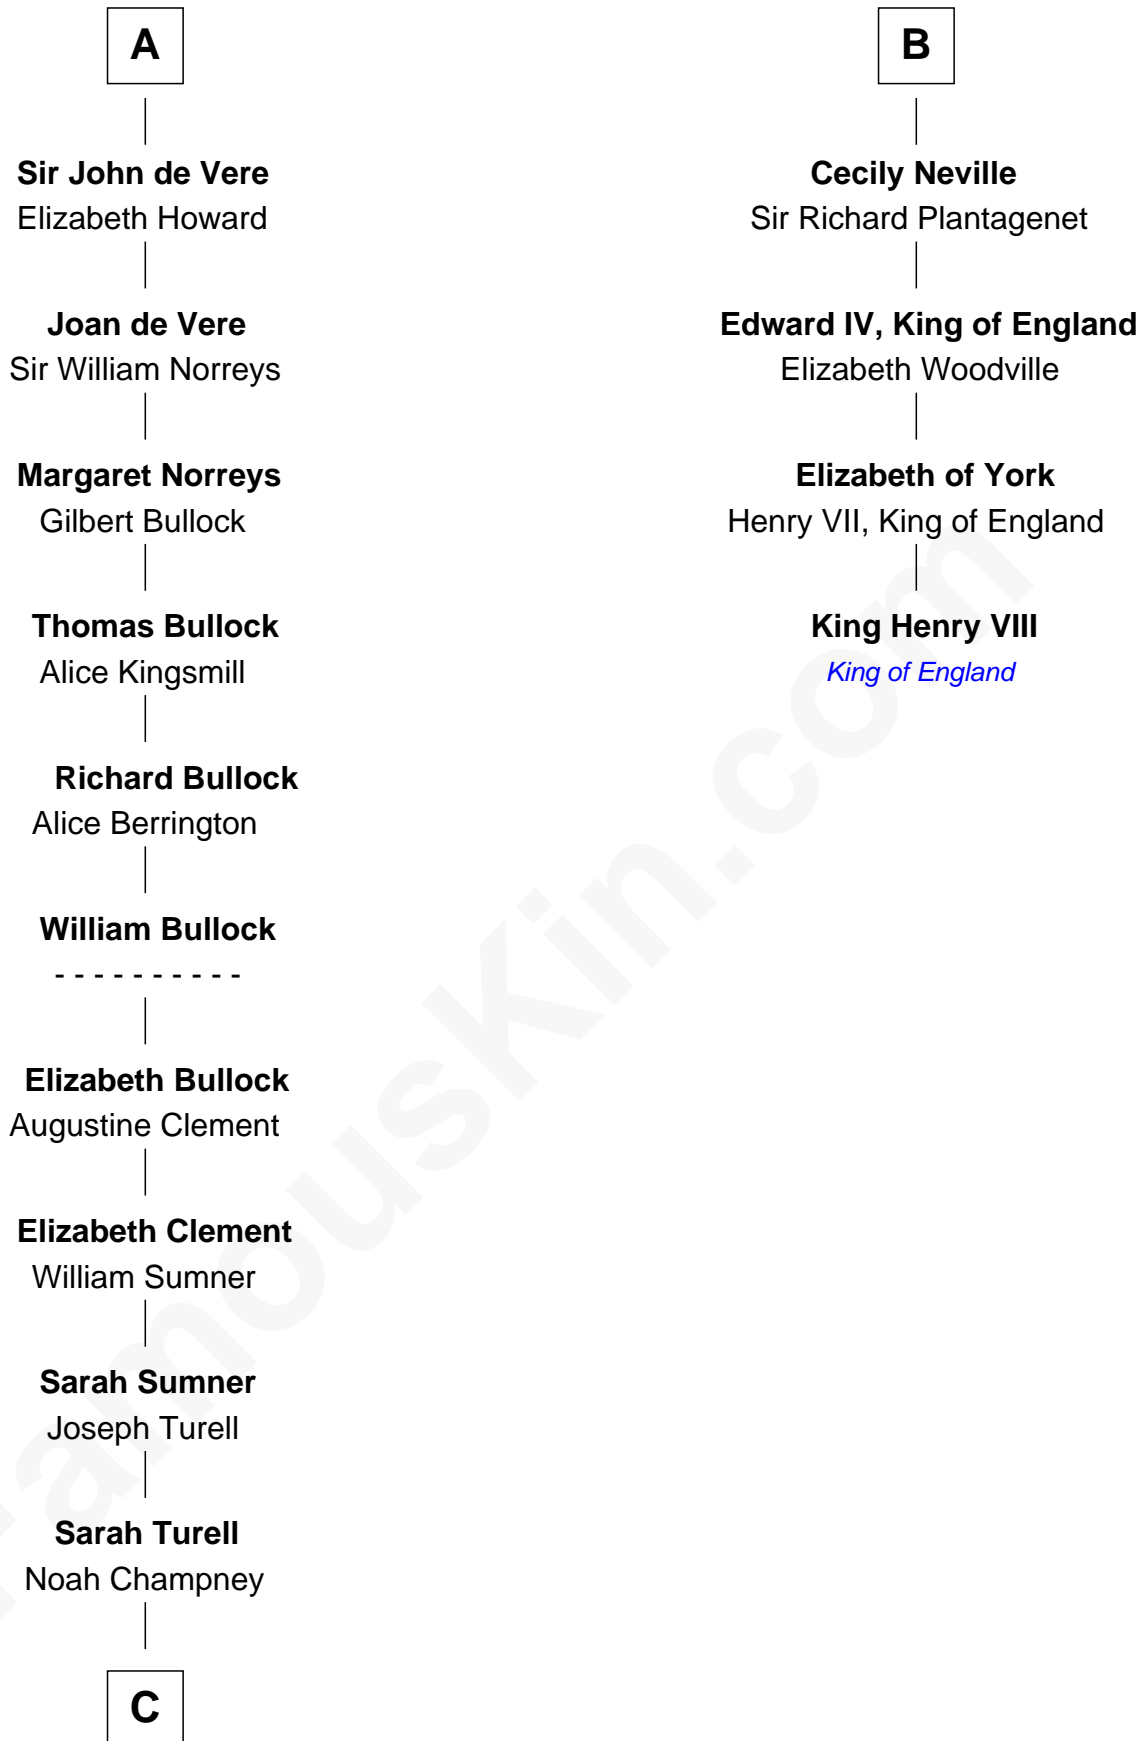 A
Sir John de Vere
Elizabeth Howard
Joan de Vere
Sir William Norreys
Margaret Norreys
Gilbert Bullock
Thomas Bullock
Alice Kingsmill
Richard Bullock
Alice Berrington
William Bullock
- - - - - - - - - -
Elizabeth Bullock
Augustine Clement
Elizabeth Clement
William Sumner
Sarah Sumner
Joseph Turell
Sarah Turell
Noah Champney
C
B
Cecily Neville
Sir Richard Plantagenet
Edward IV, King of England
Elizabeth Woodville
Elizabeth of York
Henry VII, King of England
King Henry VIII
King of England
FamousKin.com